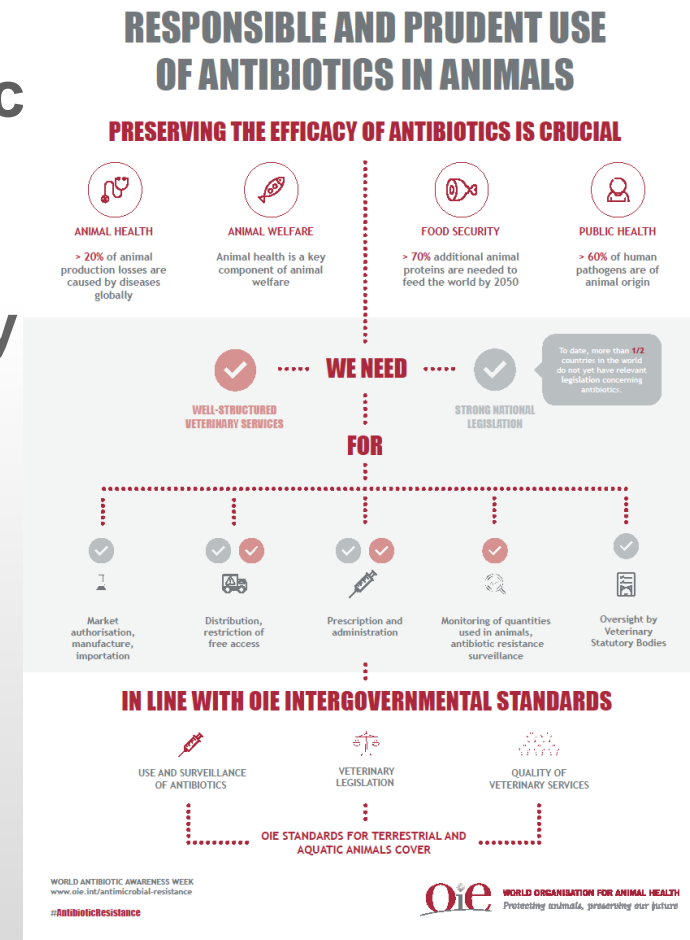 c
y
RESPONSIBLE AND PRUDENT USE
OF ANTIBIOTICS IN ANIMALS
PRESERVING THE EFFICACY OF ANTIBIOTICS IS CRUCIAL
ANIMAL HEALTH
> 20% of animal
production losses are
caused by diseases
globally
ANIMAL WELFARE
Animal health is a key
component of animal
welfare
FOOD SECURITY
> 70% additional animal
proteins are needed to
feed the world by 2050
PUBLIC HEALTH
> 60% of human
pathogens are of
animal origin
WE NEED
WELL-STRUCTURED
VETERINARY SERVICES
STRONG NATIONAL
LEGISLATION
To date, more than 1/2
countries in the world
do not yet have relevant
legislation concerning
antibiotics.
FOR
Market
authorisation,
manufacture,
importation
Distribution,
restriction of
free access
Prescription and
administration
Monitoring of quantities
used in animals,
antibiotic resistance
surveillance
Oversight by
Veterinary
Statutory Bodies
IN LINE WITH OIE INTERGOVERNMENTAL STANDARDS
USE AND SURVEILLANCE
OF ANTIBIOTICS
VETERINARY
LEGISLATION
QUALITY OF
VETERINARY SERVICES
OIE STANDARDS FOR TERRESTRIAL AND
AQUATIC ANIMALS COVER
WORLD ANTIBIOTIC AWARENESS WEEK
www.oie.int/antimicrobial-resistance
#AntibioticResistance
Oie
WORLD ORGANISATION FOR ANIMAL HEALTH
Protecting animals, preserving our future